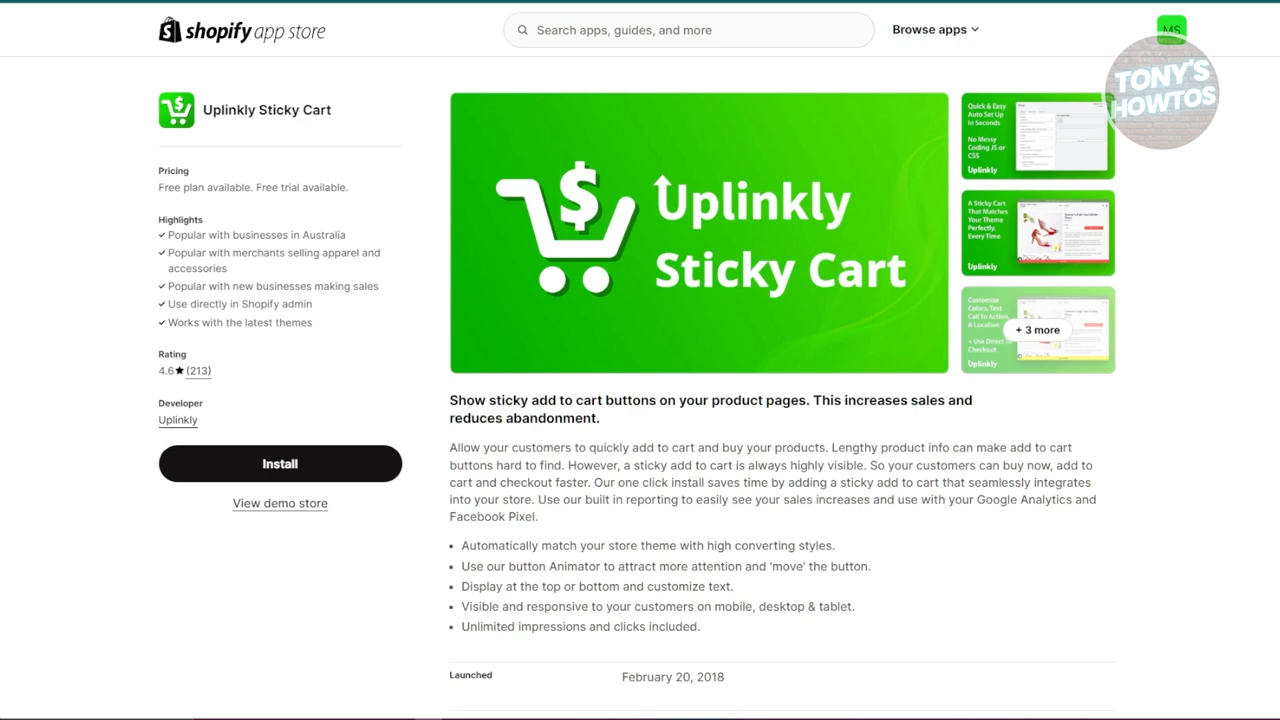 shopify app store
Search apps, guides, and more
Browse apps
MS
TONY'S
HOWTOS
Uplinkly Sticky Cart
Pricing
Free plan available. Free trial available.
Highlights
Popular with businesses in Australia
Popular with merchants selling apparel and
accessories
Popular with new businesses making sales
Use directly in Shopify admin
Works with the latest themes
Rating
4.6★ (213)
Developer
Uplinkly
Install
View demo store
Uplinkly
Sticky Cart
Quick & Easy
Auto Set Up
In Seconds
No Messy
Coding JS or
CSS
Uplinkly
A Sticky Cart
That Matches
Your Theme
Perfectly.
Every Time
Uplinkly
Customize
Colors, Text
Call To Action
& Location
+ Use Direct To
Checkout
Uplinkly
+ 3 more
Show sticky add to cart buttons on your product pages. This increases sales and
reduces abandonment.
Allow your customers to quickly add to cart and buy your products. Lengthy product info can make add to cart
buttons hard to find. However, a sticky add to cart is always highly visible. So your customers can buy now, add to
cart and checkout faster. Our one click install saves time by adding a sticky add to cart that seamlessly integrates
into your store. Use our built in reporting to easily see your sales increases and use with your Google Analytics and
Facebook Pixel.
• Automatically match your store theme with high converting styles.
• Use our button Animator to attract more attention and 'move' the button.
• Display at the top or bottom and customize text.
• Visible and responsive to your customers on mobile, desktop & tablet.
• Unlimited impressions and clicks included.
Launched
February 20, 2018